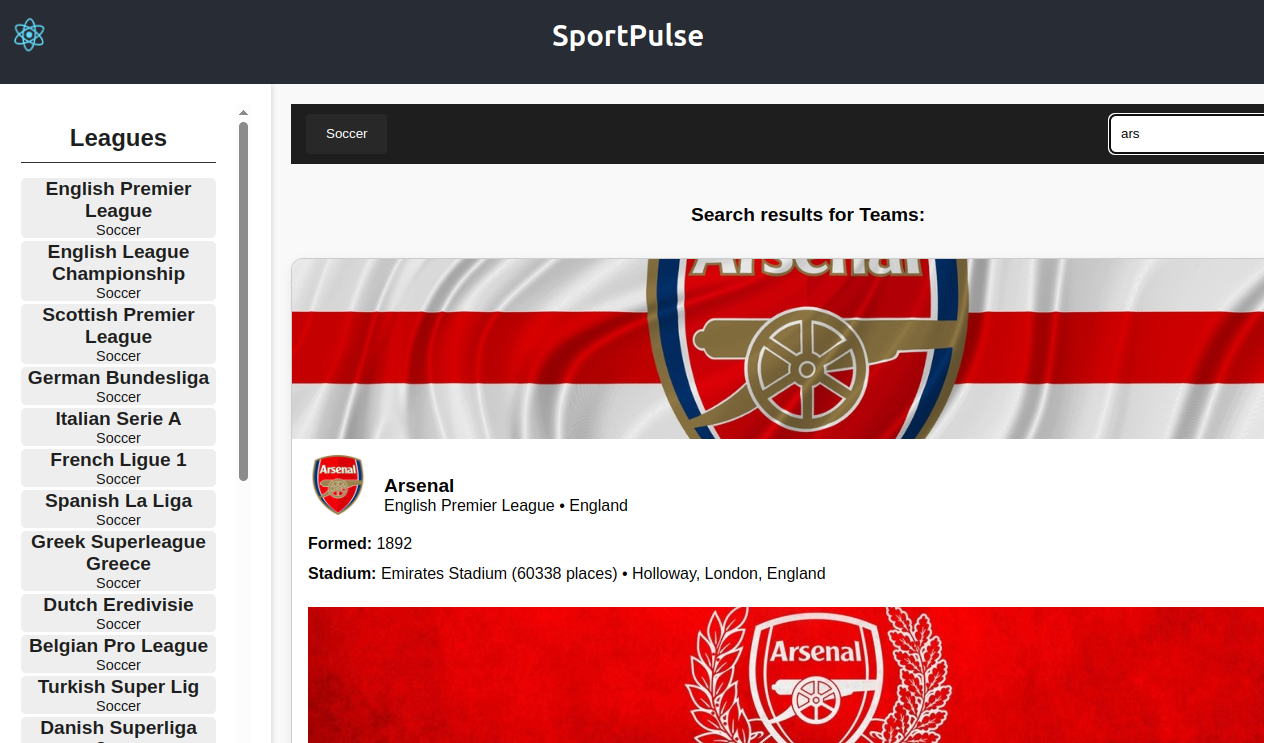 SportPulse
Leagues
English Premier
League
Soccer
English League
Championship
Soccer
Scottish Premier
League
Soccer
German Bundesliga
Soccer
Italian Serie A
Soccer
French Ligue 1
Soccer
Spanish La Liga
Soccer
Greek Superleague
Greece
Soccer
Dutch Eredivisie
Soccer
Belgian Pro League
Soccer
Turkish Super Lig
Soccer
Danish Superliga
Soccer
ars
Search results for Teams:
Arsenal
Arsenal
Arsenal
English Premier League • England
Formed: 1892
Stadium: Emirates Stadium (60338 places) • Holloway, London, England
Arsenal